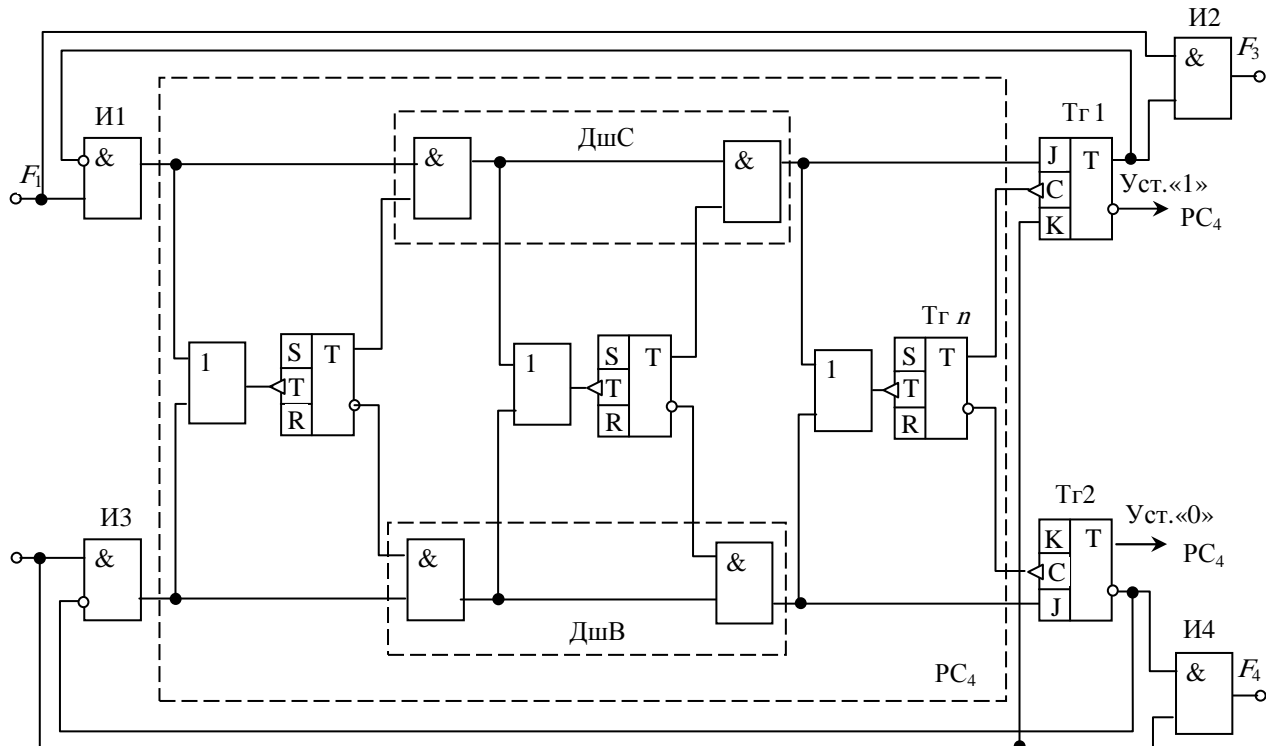 И2
& F₃
Тг 1
И1
ДшС
& & &
J T
C
K
Уст.«1»
РС₄
F₁
Тг n
1 S T
T
R
1 S T
T
R
1 S T
T
R
И3
Тг2
Уст.«0»
РС₄
& & &
K T
C
J
ДшВ
И4
РС₄
& F₄